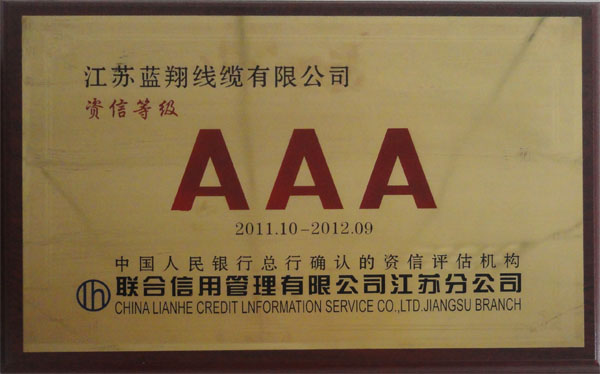 江苏蓝翔线缆有限公司
资信等级
AAA
2011.10-2012.09
中国人民银行总行确认的资信评估机构
联合信用管理有限公司江苏分公司
CHINA LIANHE CREDIT LNFORMATION SERVICE CO.,LTD.JIANGSU BRANCH